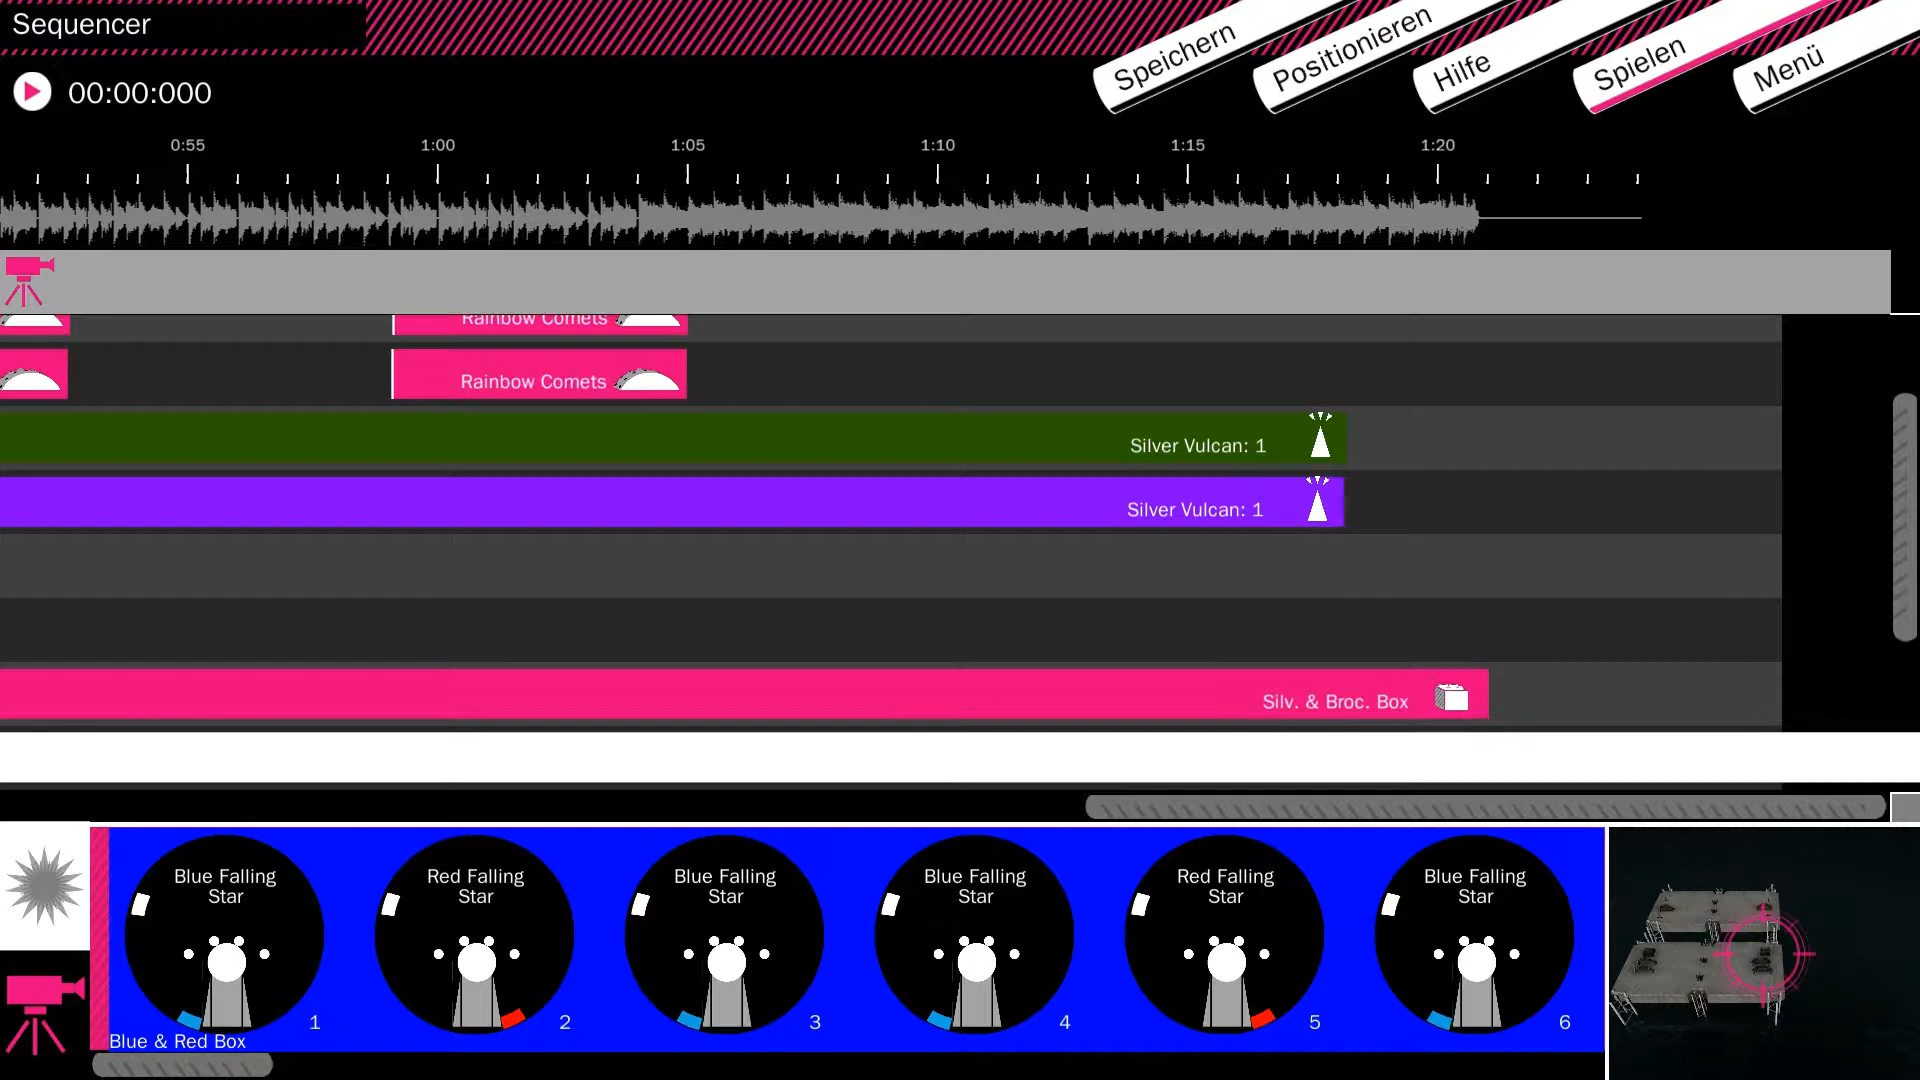 Sequencer
Speichern
Positionieren
Hilfe
Spielen
Menü
00:00:000
0:55
1:00
1:05
1:10
1:15
1:20
Rainbow Comets
Rainbow Comets
Silver Vulcan: 1
Silver Vulcan: 1
Silv. & Broc. Box
Blue Falling
Star
1
Red Falling
Star
2
Blue Falling
Star
3
Blue Falling
Star
4
Red Falling
Star
5
Blue Falling
Star
6
Blue & Red Box